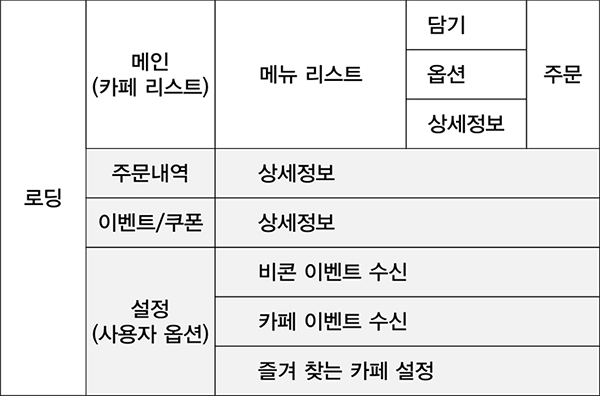 로딩
메인
(카페 리스트)
메뉴 리스트
담기
옵션
상세정보
주문
주문내역
상세정보
이벤트/쿠폰
상세정보
설정
(사용자 옵션)
비콘 이벤트 수신
카페 이벤트 수신
즐겨 찾는 카페 설정